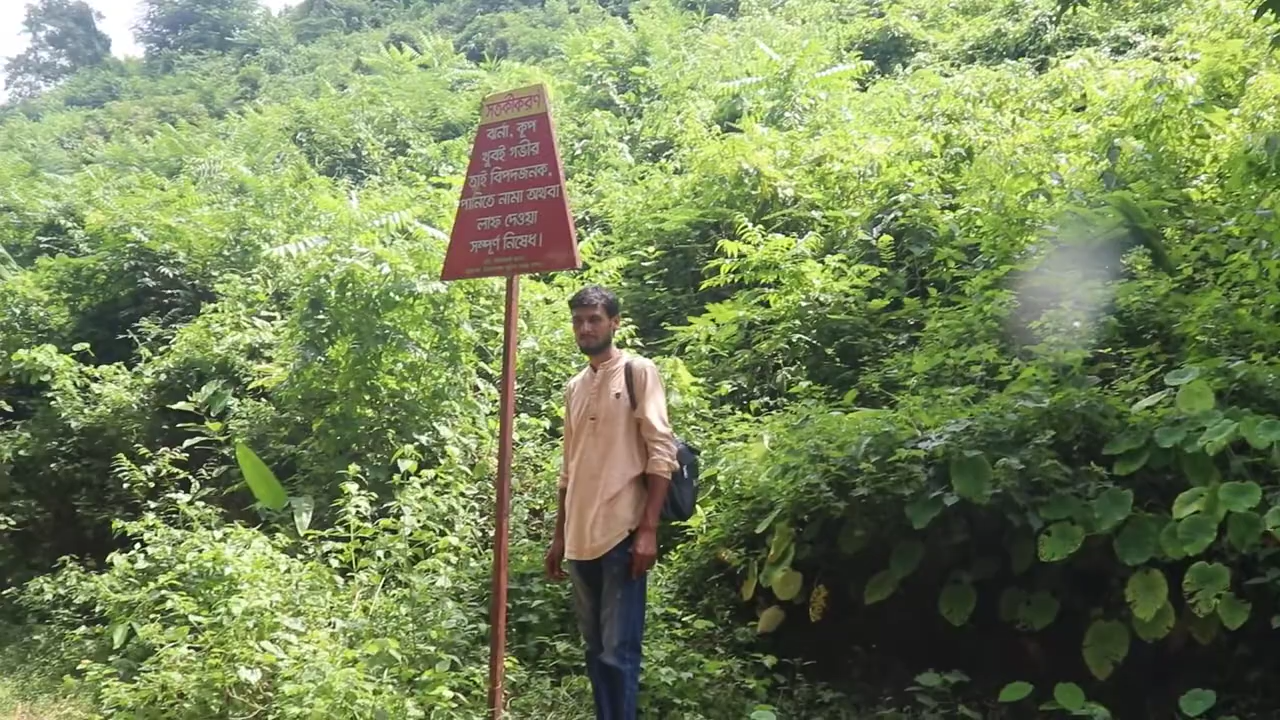 সতর্কীকরণ
ঝর্না, কূপ
খুবই গভীর
তাই বিপদজনক,
পানিতে নামা অথবা
লাফ দেওয়া
সম্পূর্ণ নিষেধ।